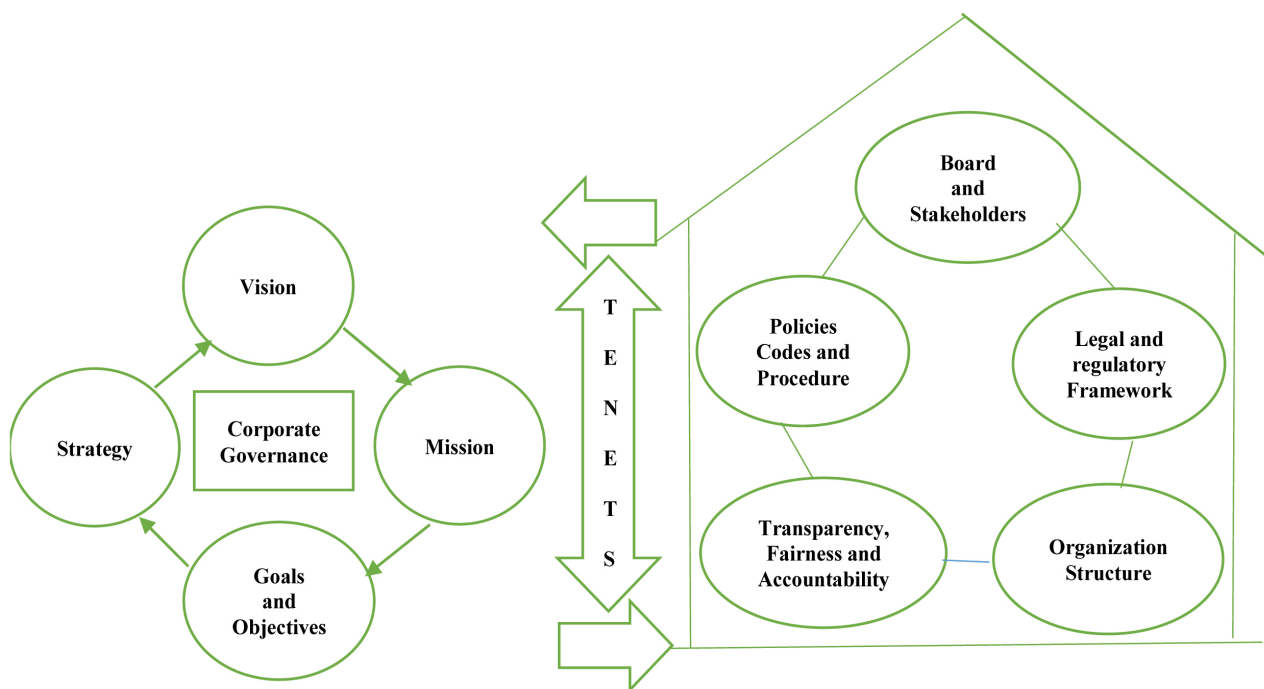 Vision
Strategy
Corporate
Governance
Mission
Goals
and
Objectives
T
E
N
E
T
S
Board
and
Stakeholders
Policies
Codes and
Procedure
Legal and
regulatory
Framework
Transparency,
Fairness and
Accountability
Organization
Structure